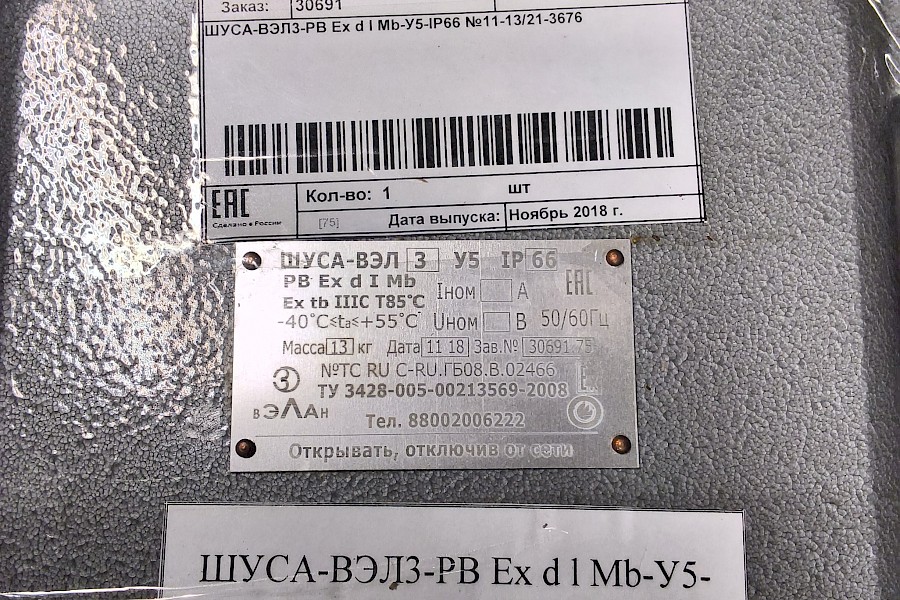 Заказ: 30691
ШУСА-ВЭЛ3-РВ Ex d l Mb-У5-IP66 №11-13/21-3676
ЕАС
Сделано в России
Кол-во: 1 шт
[75]
Дата выпуска: Ноябрь 2018 г.
ШУСА-ВЭЛ 3 У5 IP 66
РВ Ex d I Mb
Ex tb IIIC T85°C
-40°C≤ta≤+55°C
Iном А
ЕАС
Uном В 50/60Гц
Масса 13 кг Дата 11 18 Зав.№ 30691 75
№ТС RU C-RU.ГБ08.В.02466
ТУ 3428-005-00213569-2008
Ex
ВЭЛАН
Тел. 88002006222
Открывать, отключив от сети
ШУСА-ВЭЛ3-РВ Ex d l Mb-У5-